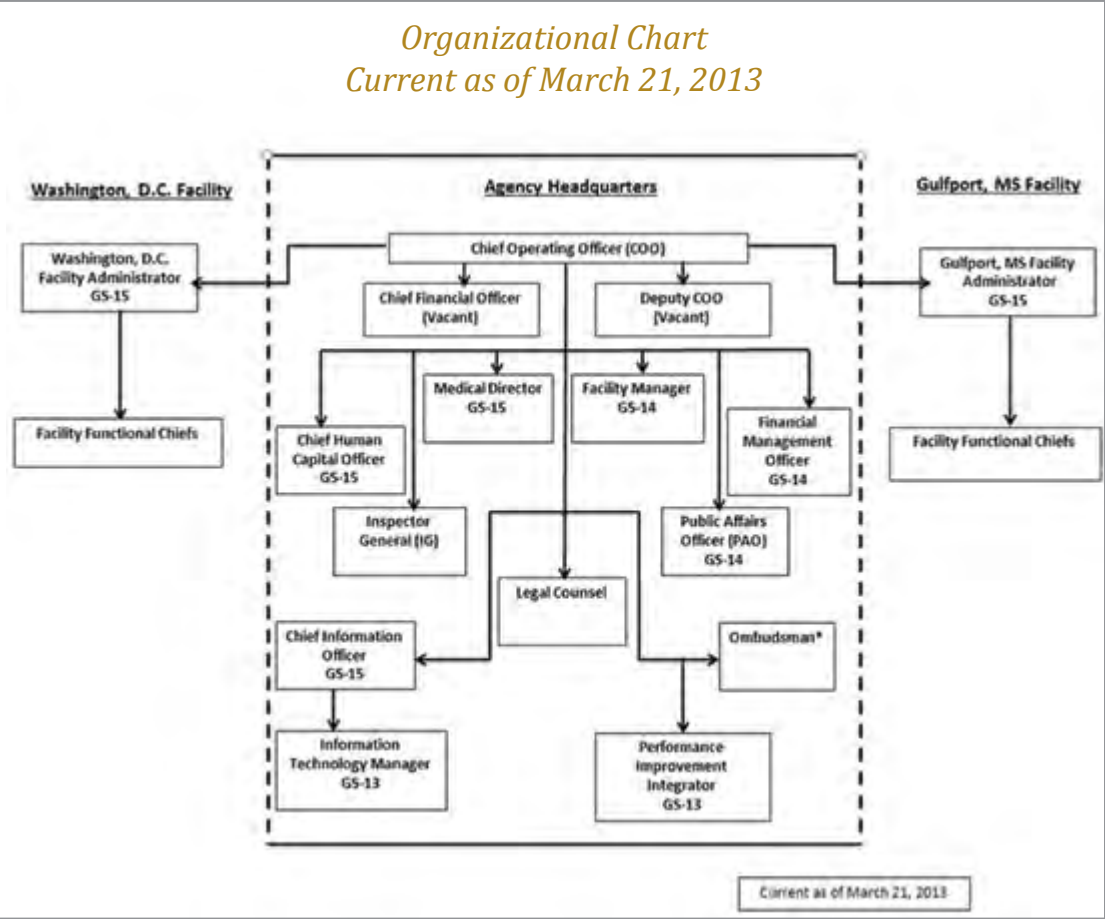 Organizational Chart
Current as of March 21, 2013
Washington, D.C. Facility
Agency Headquarters
Gulfport, MS Facility
Chief Operating Officer (COO)
Washington, D.C.
Facility Administrator
GS-15
Gulfport, MS Facility
Administrator
GS-15
Chief Financial Officer
(Vacant)
Deputy COO
(Vacant)
Medical Director
GS-15
Facility Manager
GS-14
Facility Functional Chiefs
Chief Human
Capital Officer
GS-15
Financial
Management
Officer
GS-14
Facility Functional Chiefs
Inspector
General (IG)
Public Affairs
Officer (PAO)
GS-14
Legal Counsel
Chief Information
Officer
GS-15
Ombudsman*
Information
Technology Manager
GS-13
Performance
Improvement
Integrator
GS-13
Current as of March 21, 2013